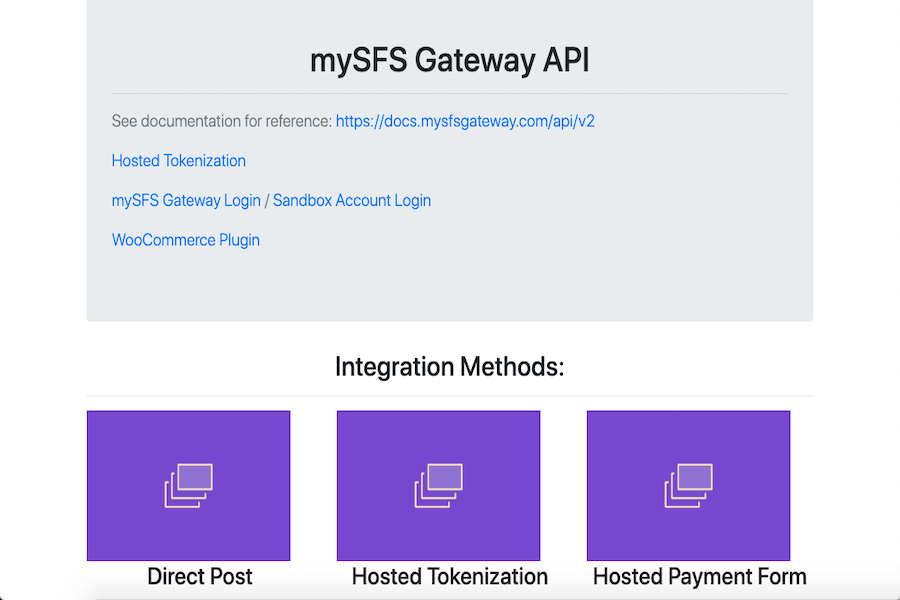 mySFS Gateway API
See documentation for reference: https://docs.mysfsgateway.com/api/v2
Hosted Tokenization
mySFS Gateway Login / Sandbox Account Login
WooCommerce Plugin
Integration Methods:
Direct Post
Hosted Tokenization
Hosted Payment Form